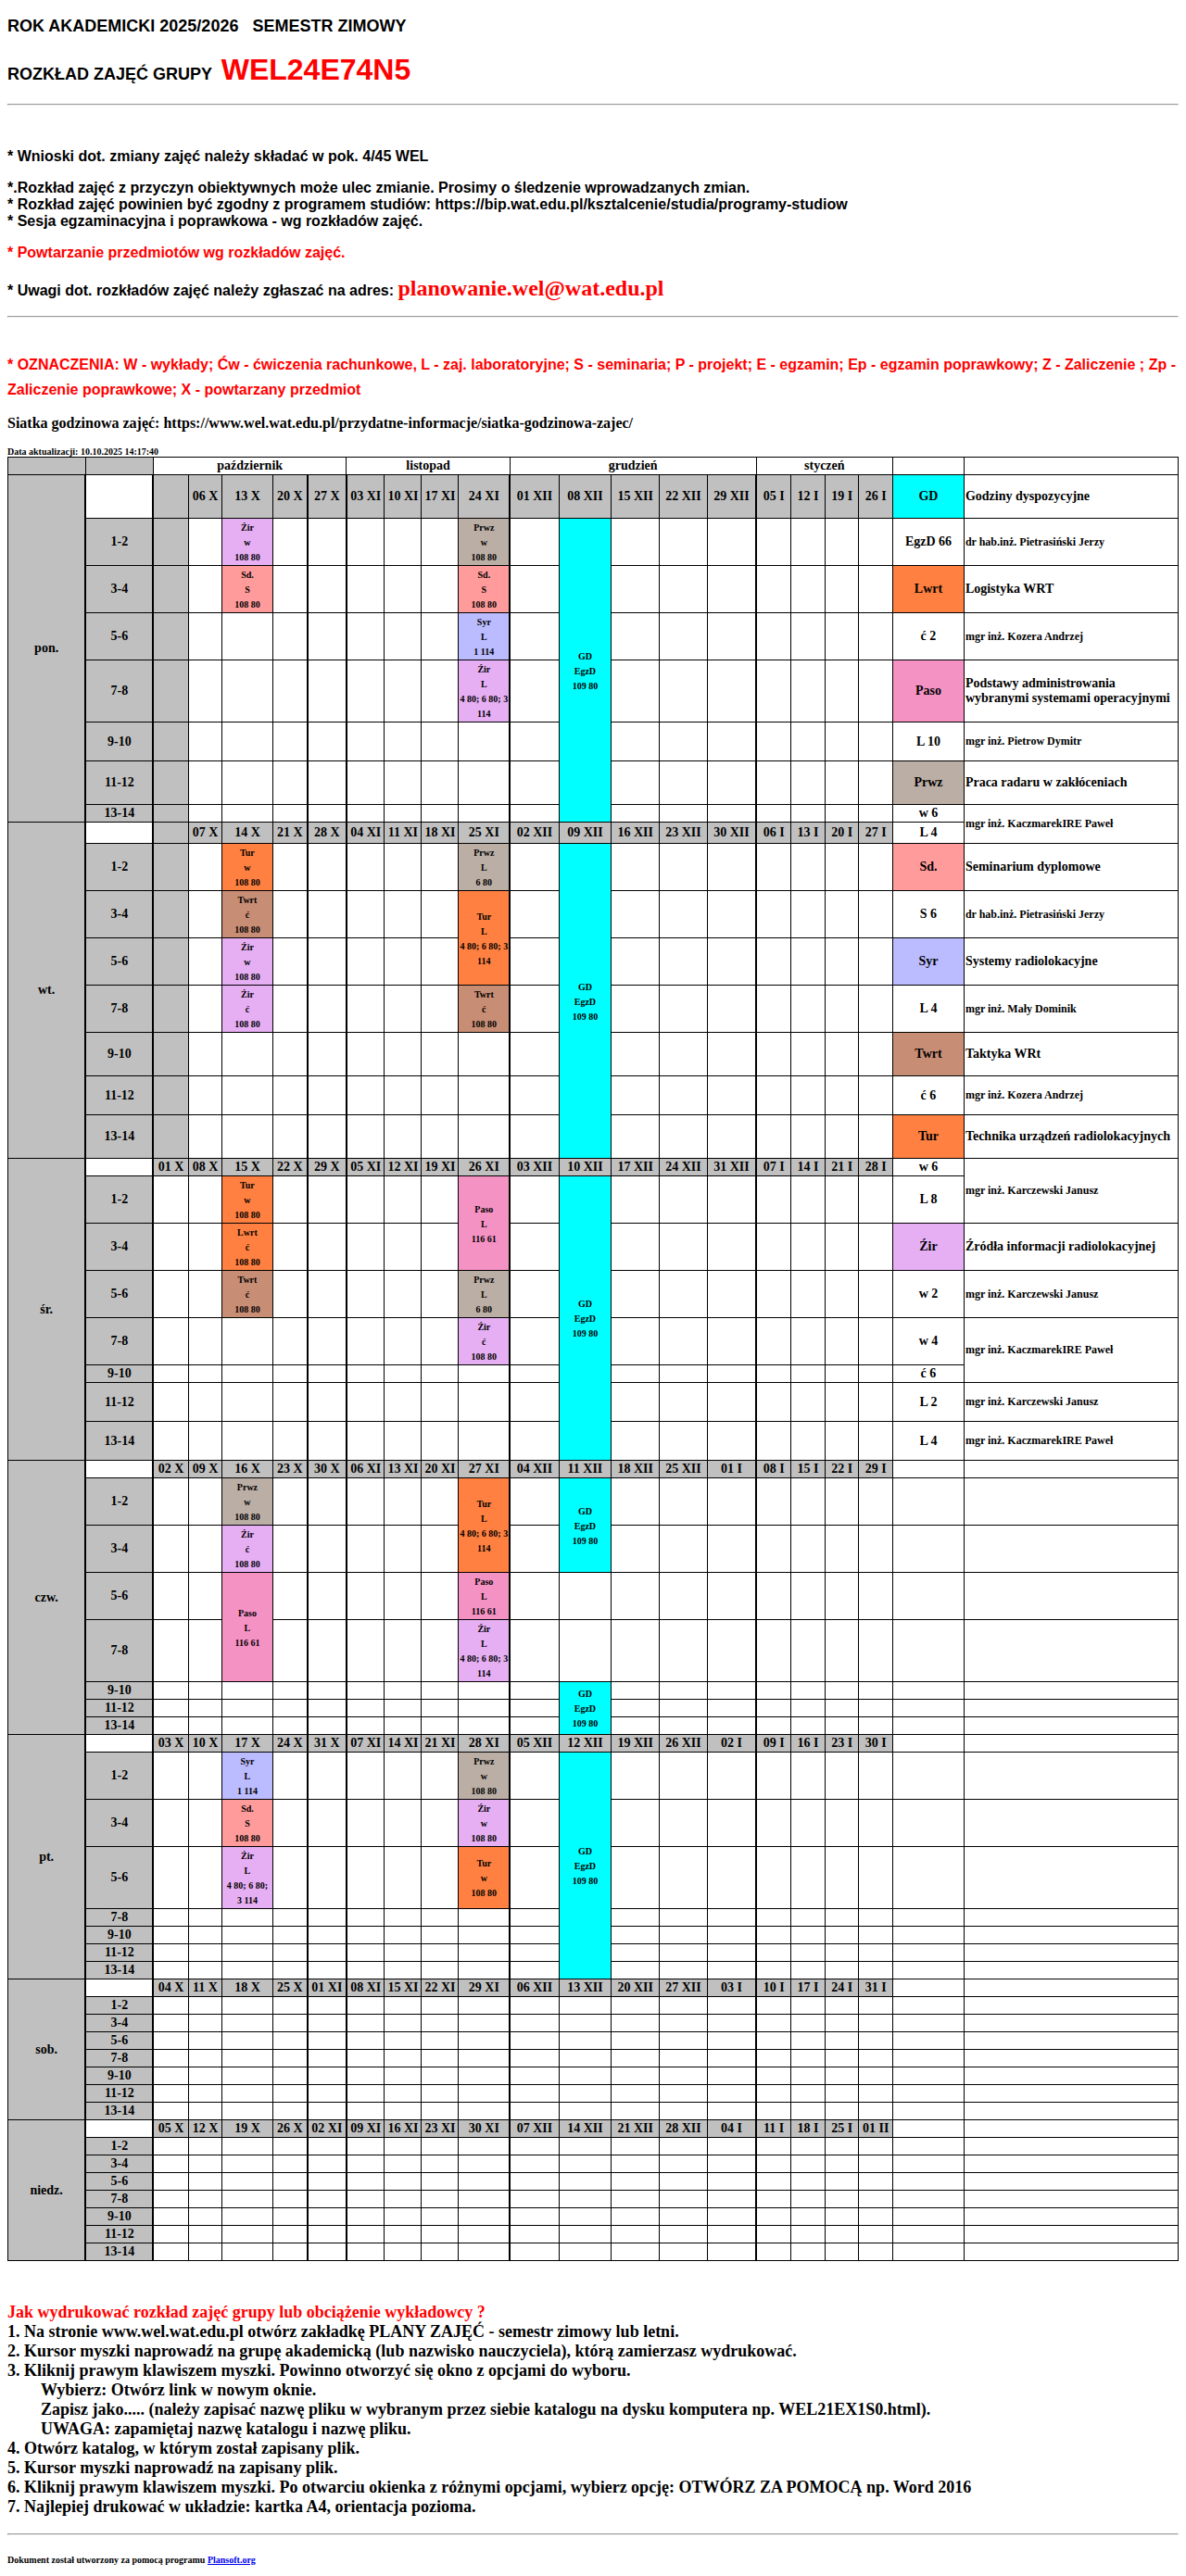 ROK AKADEMICKI 2025/2026 SEMESTR ZIMOWY
ROZKŁAD ZAJĘĆ GRUPY WEL24E74N5
* Wnioski dot. zmiany zajęć należy składać w pok. 4/45 WEL
*.Rozkład zajęć z przyczyn obiektywnych może ulec zmianie. Prosimy o śledzenie wprowadzanych zmian.
* Rozkład zajęć powinien być zgodny z programem studiów: https://bip.wat.edu.pl/ksztalcenie/studia/programy-studiow
* Sesja egzaminacyjna i poprawkowa - wg rozkładów zajęć.
* Powtarzanie przedmiotów wg rozkładów zajęć.
* Uwagi dot. rozkładów zajęć należy zgłaszać na adres: planowanie.wel@wat.edu.pl
* OZNACZENIA: W - wykłady; Ćw - ćwiczenia rachunkowe, L - zaj. laboratoryjne; S - seminaria; P - projekt; E - egzamin; Ep - egzamin poprawkowy; Z - Zaliczenie ; Zp -
Zaliczenie poprawkowe; X - powtarzany przedmiot
Siatka godzinowa zajęć: https://www.wel.wat.edu.pl/przydatne-informacje/siatka-godzinowa-zajec/
Data aktualizacji: 10.10.2025 14:17:40
październik listopad grudzień styczeń
pon. 06 X 13 X 20 X 27 X 03 XI 10 XI 17 XI 24 XI 01 XII 08 XII 15 XII 22 XII 29 XII 05 I 12 I 19 I 26 I GD Godziny dyspozycyjne
1-2 Żir w 108 80 Prwz w 108 80 GD EgzD 109 80 EgzD 66 dr hab.inż. Pietrasiński Jerzy
3-4 Sd. S 108 80 Sd. S 108 80 Lwrt Logistyka WRT
5-6 Syr L 1 114 ć 2 mgr inż. Kozera Andrzej
7-8 Żir L 4 80; 6 80; 3 114 Paso Podstawy administrowania wybranymi systemami operacyjnymi
9-10 L 10 mgr inż. Pietrow Dymitr
11-12 Prwz Praca radaru w zakłóceniach
13-14 w 6 mgr inż. KaczmarekIRE Paweł
wt. 07 X 14 X 21 X 28 X 04 XI 11 XI 18 XI 25 XI 02 XII 09 XII 16 XII 23 XII 30 XII 06 I 13 I 20 I 27 I L 4
1-2 Tur w 108 80 Prwz L 6 80 GD EgzD 109 80 Sd. Seminarium dyplomowe
3-4 Twrt ć 108 80 Tur L 4 80; 6 80; 3 114 S 6 dr hab.inż. Pietrasiński Jerzy
5-6 Żir w 108 80 Syr Systemy radiolokacyjne
7-8 Żir ć 108 80 Twrt ć 108 80 L 4 mgr inż. Mały Dominik
9-10 Twrt Taktyka WRt
11-12 ć 6 mgr inż. Kozera Andrzej
13-14 Tur Technika urządzeń radiolokacyjnych
śr. 01 X 08 X 15 X 22 X 29 X 05 XI 12 XI 19 XI 26 XI 03 XII 10 XII 17 XII 24 XII 31 XII 07 I 14 I 21 I 28 I w 6 mgr inż. Karczewski Janusz
1-2 Tur w 108 80 Paso L 116 61 GD EgzD 109 80 L 8
3-4 Lwrt ć 108 80 Żir Źródła informacji radiolokacyjnej
5-6 Twrt ć 108 80 Prwz L 6 80 w 2 mgr inż. Karczewski Janusz
7-8 Żir ć 108 80 w 4 mgr inż. KaczmarekIRE Paweł
9-10 ć 6
11-12 L 2 mgr inż. Karczewski Janusz
13-14 L 4 mgr inż. KaczmarekIRE Paweł
czw. 02 X 09 X 16 X 23 X 30 X 06 XI 13 XI 20 XI 27 XI 04 XII 11 XII 18 XII 25 XII 01 I 08 I 15 I 22 I 29 I
1-2 Prwz w 108 80 Tur L 4 80; 6 80; 3 114 GD EgzD 109 80
3-4 Żir ć 108 80
5-6 Paso L 116 61 Paso L 116 61
7-8 Żir L 4 80; 6 80; 3 114
9-10 GD EgzD 109 80
11-12
13-14
pt. 03 X 10 X 17 X 24 X 31 X 07 XI 14 XI 21 XI 28 XI 05 XII 12 XII 19 XII 26 XII 02 I 09 I 16 I 23 I 30 I
1-2 Syr L 1 114 Prwz w 108 80 GD EgzD 109 80
3-4 Sd. S 108 80 Żir w 108 80
5-6 Żir L 4 80; 6 80; 3 114 Tur w 108 80
7-8
9-10
11-12
13-14
sob. 04 X 11 X 18 X 25 X 01 XI 08 XI 15 XI 22 XI 29 XI 06 XII 13 XII 20 XII 27 XII 03 I 10 I 17 I 24 I 31 I
1-2
3-4
5-6
7-8
9-10
11-12
13-14
niedz. 05 X 12 X 19 X 26 X 02 XI 09 XI 16 XI 23 XI 30 XI 07 XII 14 XII 21 XII 28 XII 04 I 11 I 18 I 25 I 01 II
1-2
3-4
5-6
7-8
9-10
11-12
13-14
Jak wydrukować rozkład zajęć grupy lub obciążenie wykładowcy ?
1. Na stronie www.wel.wat.edu.pl otwórz zakładkę PLANY ZAJĘĆ - semestr zimowy lub letni.
2. Kursor myszki naprowadź na grupę akademicką (lub nazwisko nauczyciela), którą zamierzasz wydrukować.
3. Kliknij prawym klawiszem myszki. Powinno otworzyć się okno z opcjami do wyboru.
Wybierz: Otwórz link w nowym oknie.
Zapisz jako..... (należy zapisać nazwę pliku w wybranym przez siebie katalogu na dysku komputera np. WEL21EX1S0.html).
UWAGA: zapamiętaj nazwę katalogu i nazwę pliku.
4. Otwórz katalog, w którym został zapisany plik.
5. Kursor myszki naprowadź na zapisany plik.
6. Kliknij prawym klawiszem myszki. Po otwarciu okienka z różnymi opcjami, wybierz opcję: OTWÓRZ ZA POMOCĄ np. Word 2016
7. Najlepiej drukować w układzie: kartka A4, orientacja pozioma.
Dokument został utworzony za pomocą programu Plansoft.org